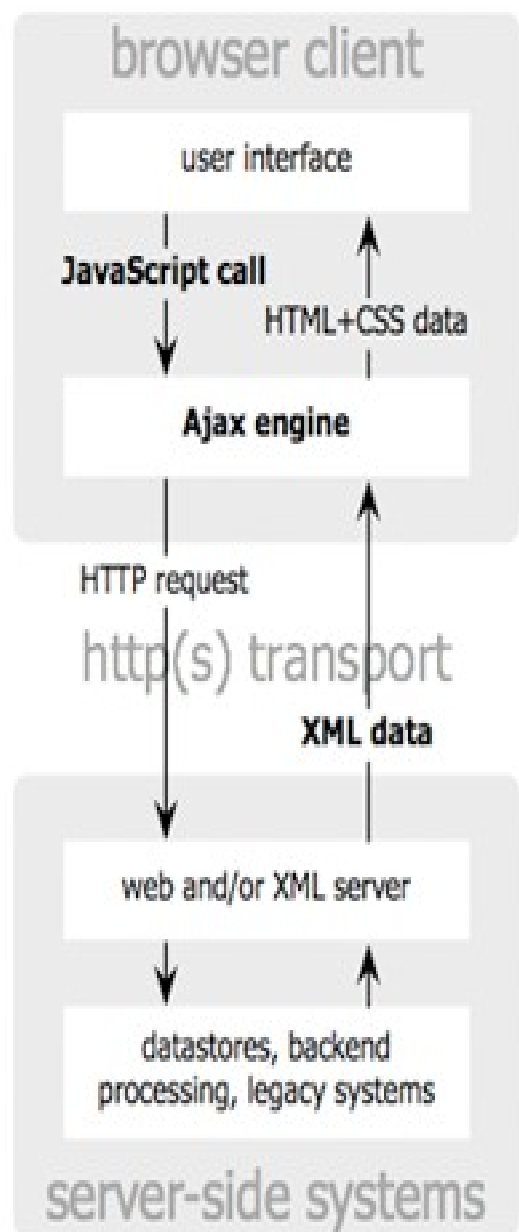 browser client
user interface
JavaScript call
HTML+CSS data
Ajax engine
HTTP request
http(s) transport
XML data
web and/or XML server
datastores, backend
processing, legacy systems
server-side systems